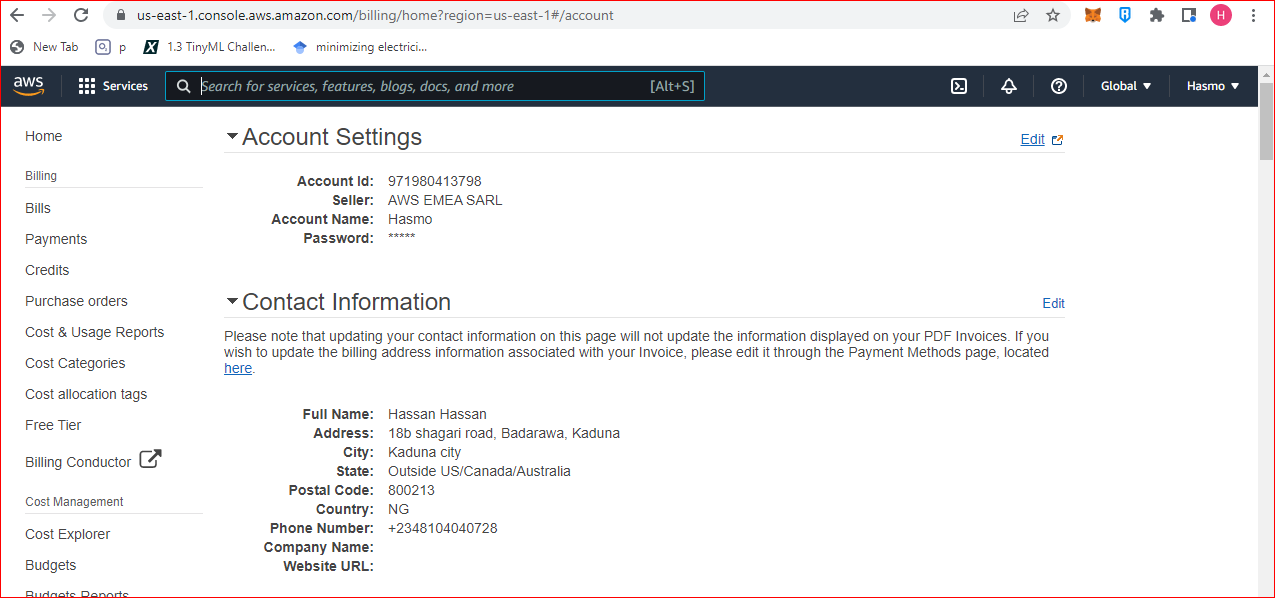 us-east-1.console.aws.amazon.com/billing/home?region=us-east-1#/account
H
New Tab
p
1.3 TinyML Challen...
minimizing electrici...
aws
Services
Search for services, features, blogs, docs, and more
[Alt+S]
Global
Hasmo
Home
Billing
Bills
Payments
Credits
Purchase orders
Cost & Usage Reports
Cost Categories
Cost allocation tags
Free Tier
Billing Conductor
Cost Management
Cost Explorer
Budgets
Budgets Reports
Account Settings
Edit
Account Id: 971980413798
Seller: AWS EMEA SARL
Account Name: Hasmo
Password: *****
Contact Information
Edit
Please note that updating your contact information on this page will not update the information displayed on your PDF Invoices. If you
wish to update the billing address information associated with your Invoice, please edit it through the Payment Methods page, located
here.
Full Name: Hassan Hassan
Address: 18b shagari road, Badarawa, Kaduna
City: Kaduna city
State: Outside US/Canada/Australia
Postal Code: 800213
Country: NG
Phone Number: +2348104040728
Company Name:
Website URL: